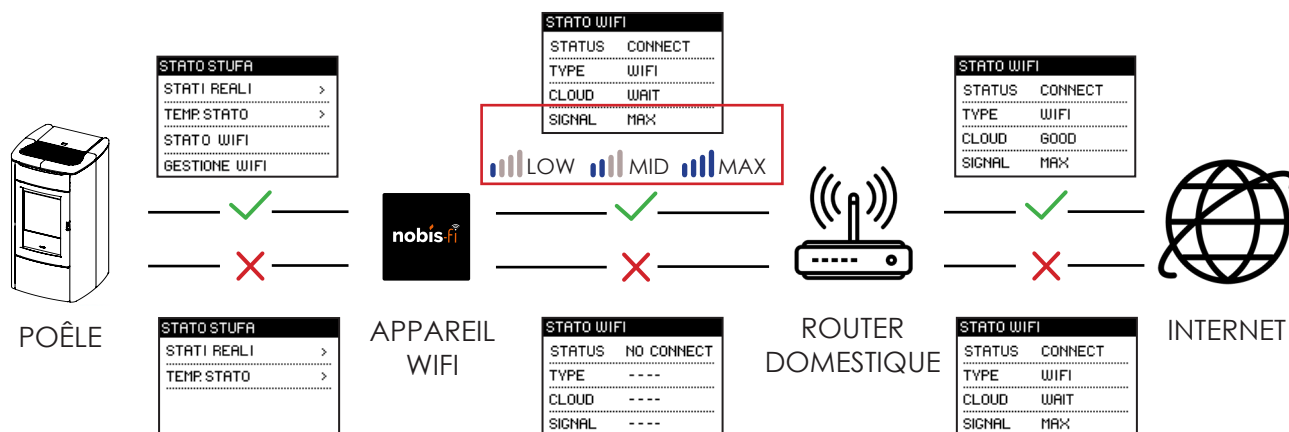 STATO STUFA
STATI REALI >
TEMP. STATO >
STATO WIFI
GESTIONE WIFI
STATO WIFI
STATUS CONNECT
TYPE WIFI
CLOUD WAIT
SIGNAL MAX
LOW MID MAX
STATO WIFI
STATUS CONNECT
TYPE WIFI
CLOUD GOOD
SIGNAL MAX
nobis-fi
POÊLE
APPAREIL
WIFI
ROUTER
DOMESTIQUE
INTERNET
STATO STUFA
STATI REALI >
TEMP. STATO >
STATO WIFI
STATUS NO CONNECT
TYPE ----
CLOUD ----
SIGNAL ----
STATO WIFI
STATUS CONNECT
TYPE WIFI
CLOUD WAIT
SIGNAL MAX